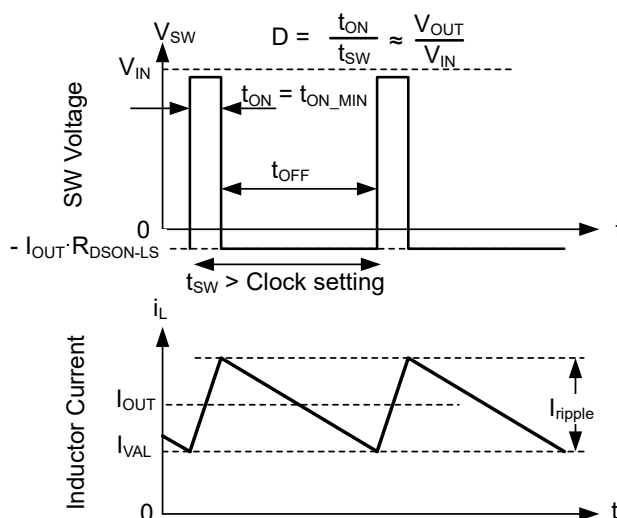 V_SW
D = t_ON / t_SW ≈ V_OUT / V_IN
V_IN
t_ON = t_ON_MIN
SW Voltage
t_OFF
0
t
- I_OUT·R_DSON-LS
t_SW > Clock setting
i_L
Inductor Current
I_OUT
I_ripple
I_VAL
0
t